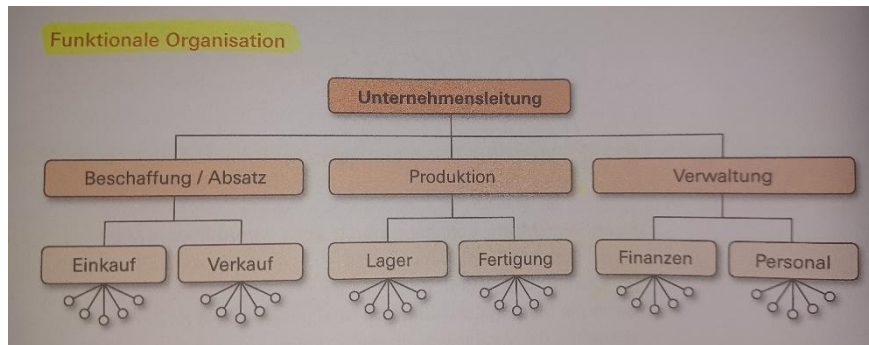 Funktionale Organisation
Unternehmensleitung
Beschaffung / Absatz
Produktion
Verwaltung
Einkauf
Verkauf
Lager
Fertigung
Finanzen
Personal